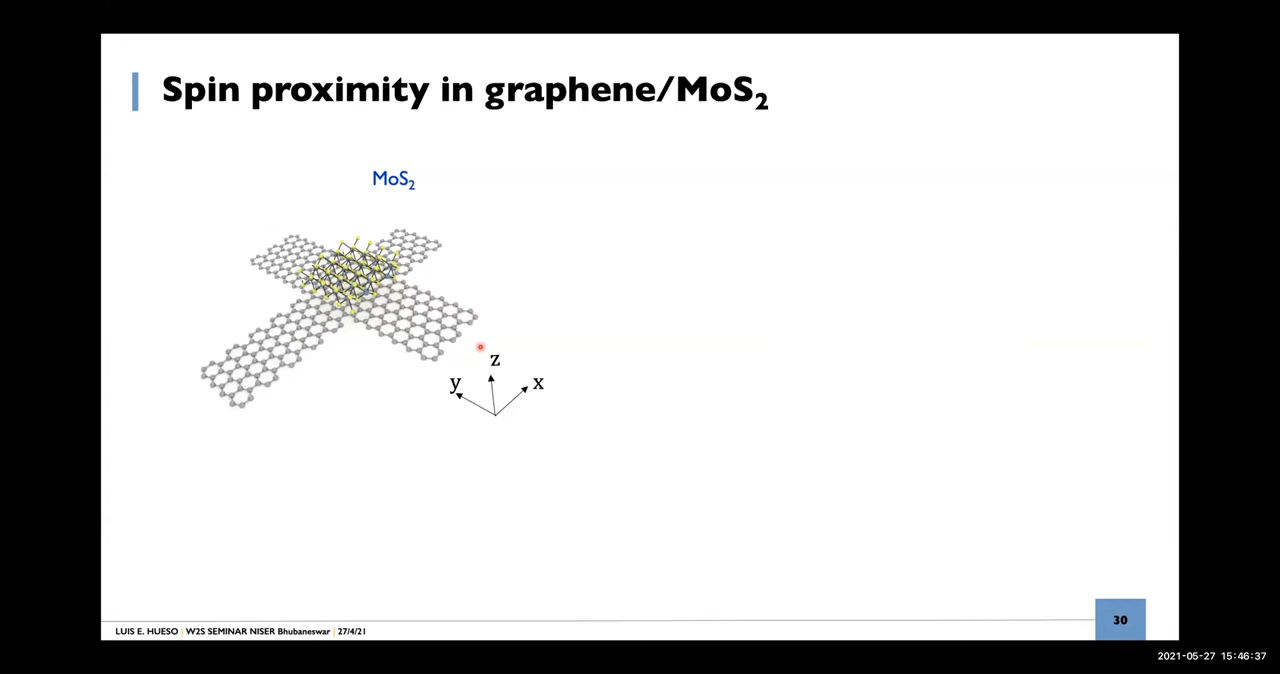 Spin proximity in graphene/MoS₂
MoS₂
z
y
x
LUIS E. HUESO | W2S SEMINAR NISER Bhubaneswar | 27/4/21
30
2021-05-27 15:46:37